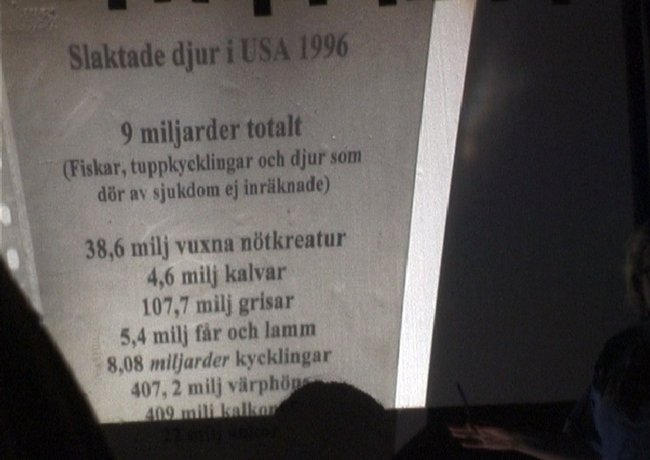 Slaktade djur i USA 1996
9 miljarder totalt
(Fiskar, tuppkycklingar och djur som
dör av sjukdom ej inräknade)
38,6 milj vuxna nötkreatur
4,6 milj kalvar
107,7 milj grisar
5,4 milj får och lamm
8,08 miljarder kycklingar
407, 2 milj
409 milj
22 milj